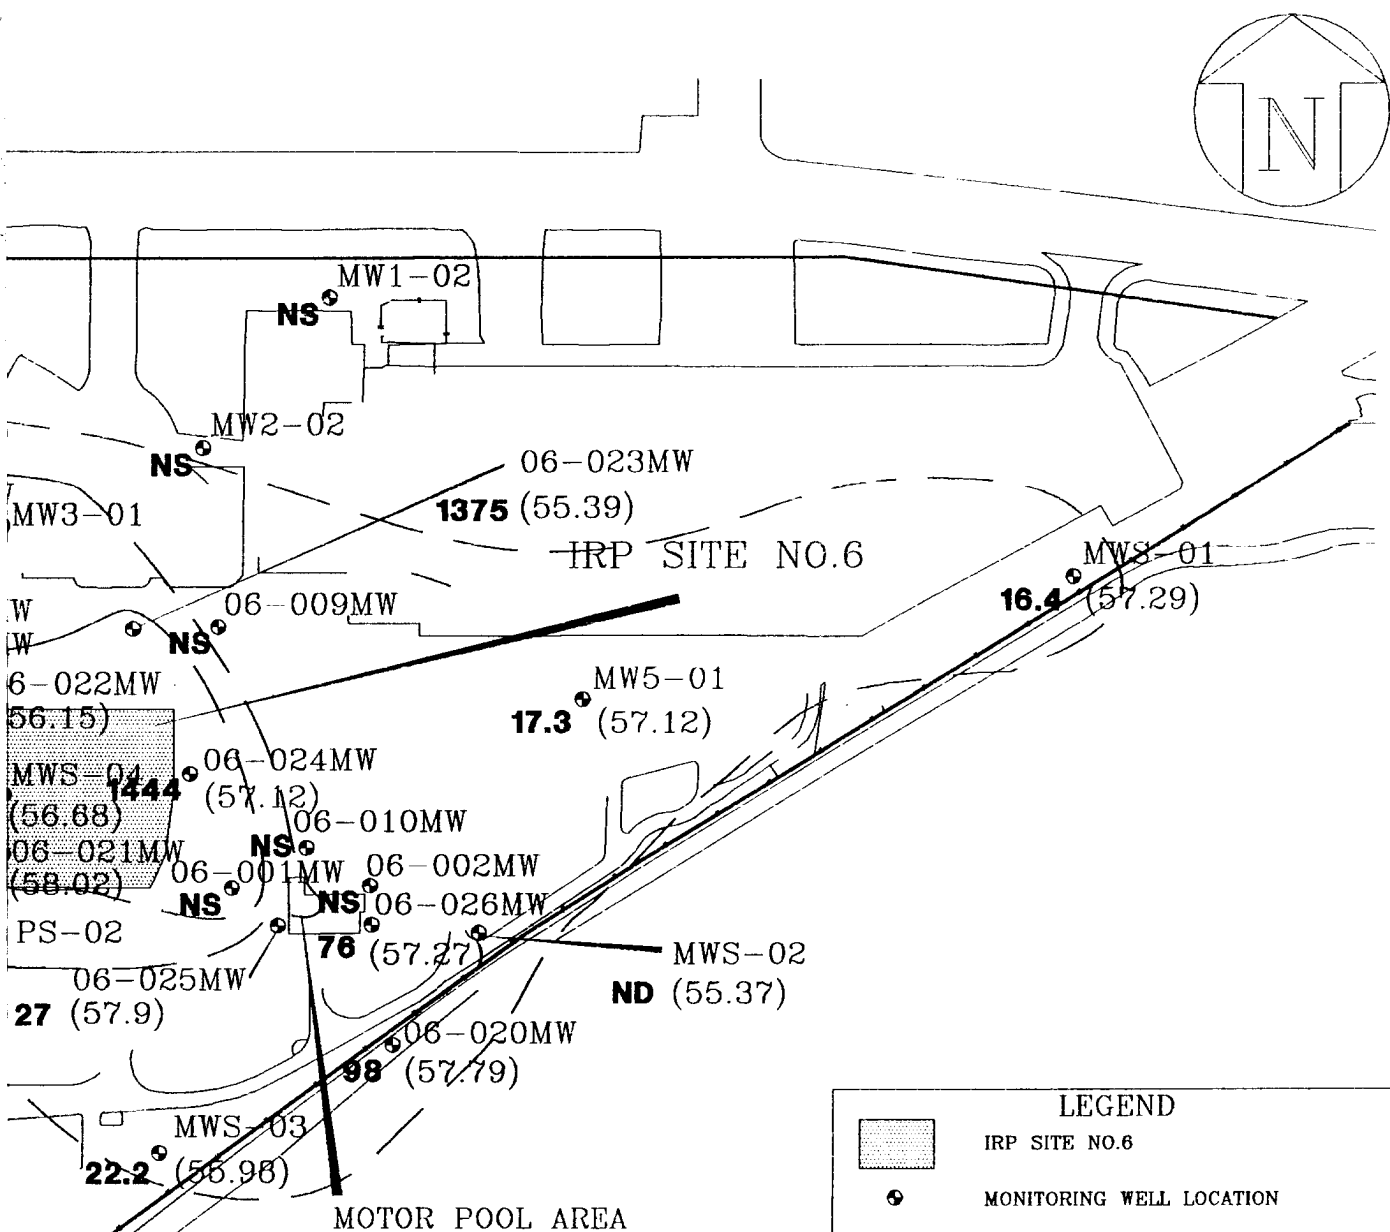 N
MW1-02
NS
MW2-02
NS
06-023MW
1375 (55.39)
MW3-01
IRP SITE NO.6
MWS-01
16.4 (57.29)
06-009MW
NS
W
W
6-022MW
56.15)
MW5-01
17.3 (57.12)
06-024MW
1444 (57.12)
MWS-04
(56.68)
06-010MW
NS
06-021MW
(58.02)
06-001MW
NS
06-002MW
NS
06-026MW
76 (57.27)
PS-02
MWS-02
ND (55.37)
06-025MW
27 (57.9)
06-020MW
98 (57.79)
MWS-03
22.2
MOTOR POOL AREA
LEGEND
IRP SITE NO.6
MONITORING WELL LOCATION